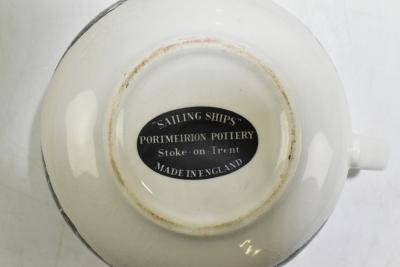 "SAILING SHIPS"
PORTMEIRION POTTERY
Stoke-on-Trent
MADE IN ENGLAND